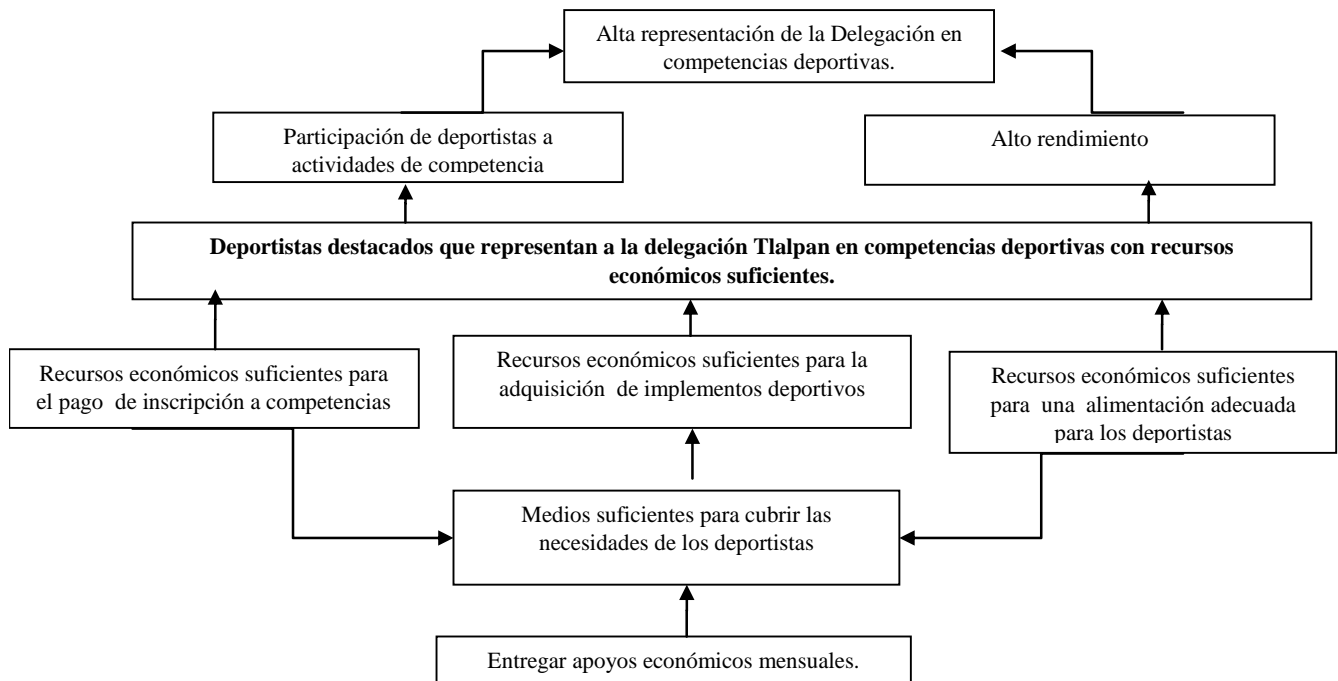 Alta representación de la Delegación en
competencias deportivas.
Participación de deportistas a
actividades de competencia
Alto rendimiento
Deportistas destacados que representan a la delegación Tlalpan en competencias deportivas con recursos
económicos suficientes.
Recursos económicos suficientes para
el pago de inscripción a competencias
Recursos económicos suficientes para la
adquisición de implementos deportivos
Recursos económicos suficientes
para una alimentación adecuada
para los deportistas
Medios suficientes para cubrir las
necesidades de los deportistas
Entregar apoyos económicos mensuales.